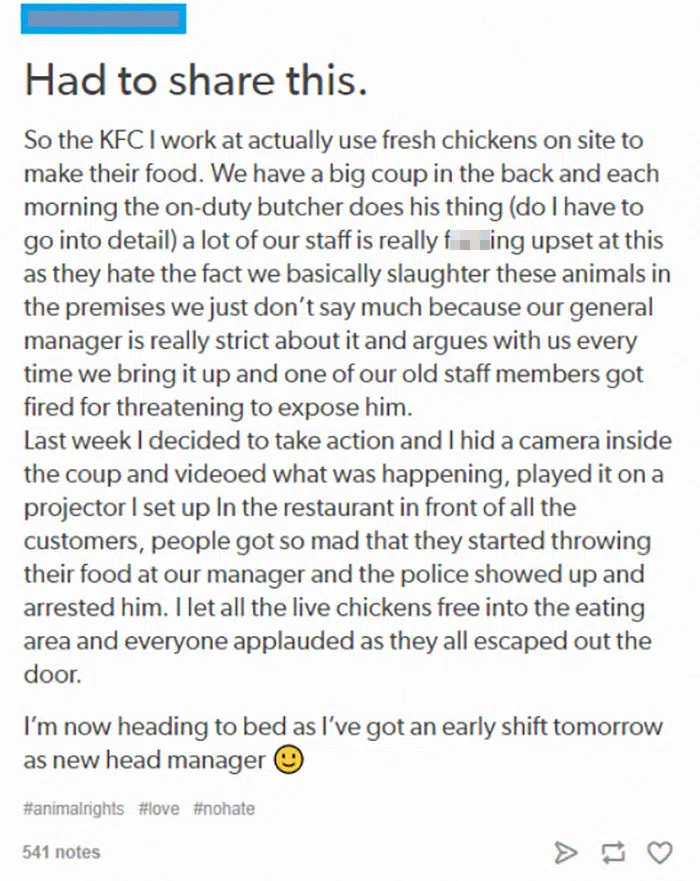 Had to share this.
So the KFC I work at actually use fresh chickens on site to
make their food. We have a big coup in the back and each
morning the on-duty butcher does his thing (do I have to
go into detail) a lot of our staff is really f ing upset at this
as they hate the fact we basically slaughter these animals in
the premises we just don't say much because our general
manager is really strict about it and argues with us every
time we bring it up and one of our old staff members got
fired for threatening to expose him.
Last week I decided to take action and I hid a camera inside
the coup and videoed what was happening, played it on a
projector I set up In the restaurant in front of all the
customers, people got so mad that they started throwing
their food at our manager and the police showed up and
arrested him. I let all the live chickens free into the eating
area and everyone applauded as they all escaped out the
door.
I'm now heading to bed as I've got an early shift tomorrow
as new head manager 🙂
#animalrights #love #nohate
541 notes